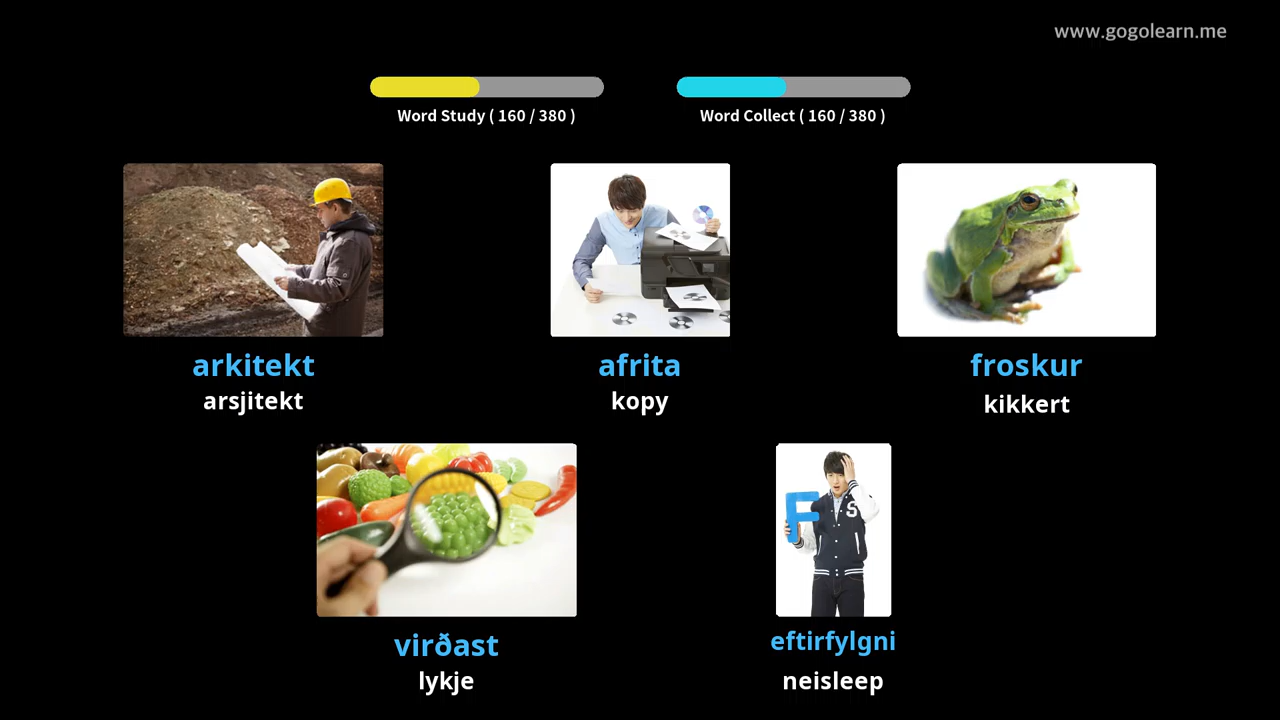 www.gogolearn.me
Word Study ( 160 / 380 )
Word Collect ( 160 / 380 )
arkitekt
arsjitekt
afrita
kopy
froskur
kikkert
F
S
virðast
lykje
eftirfylgni
neisleep